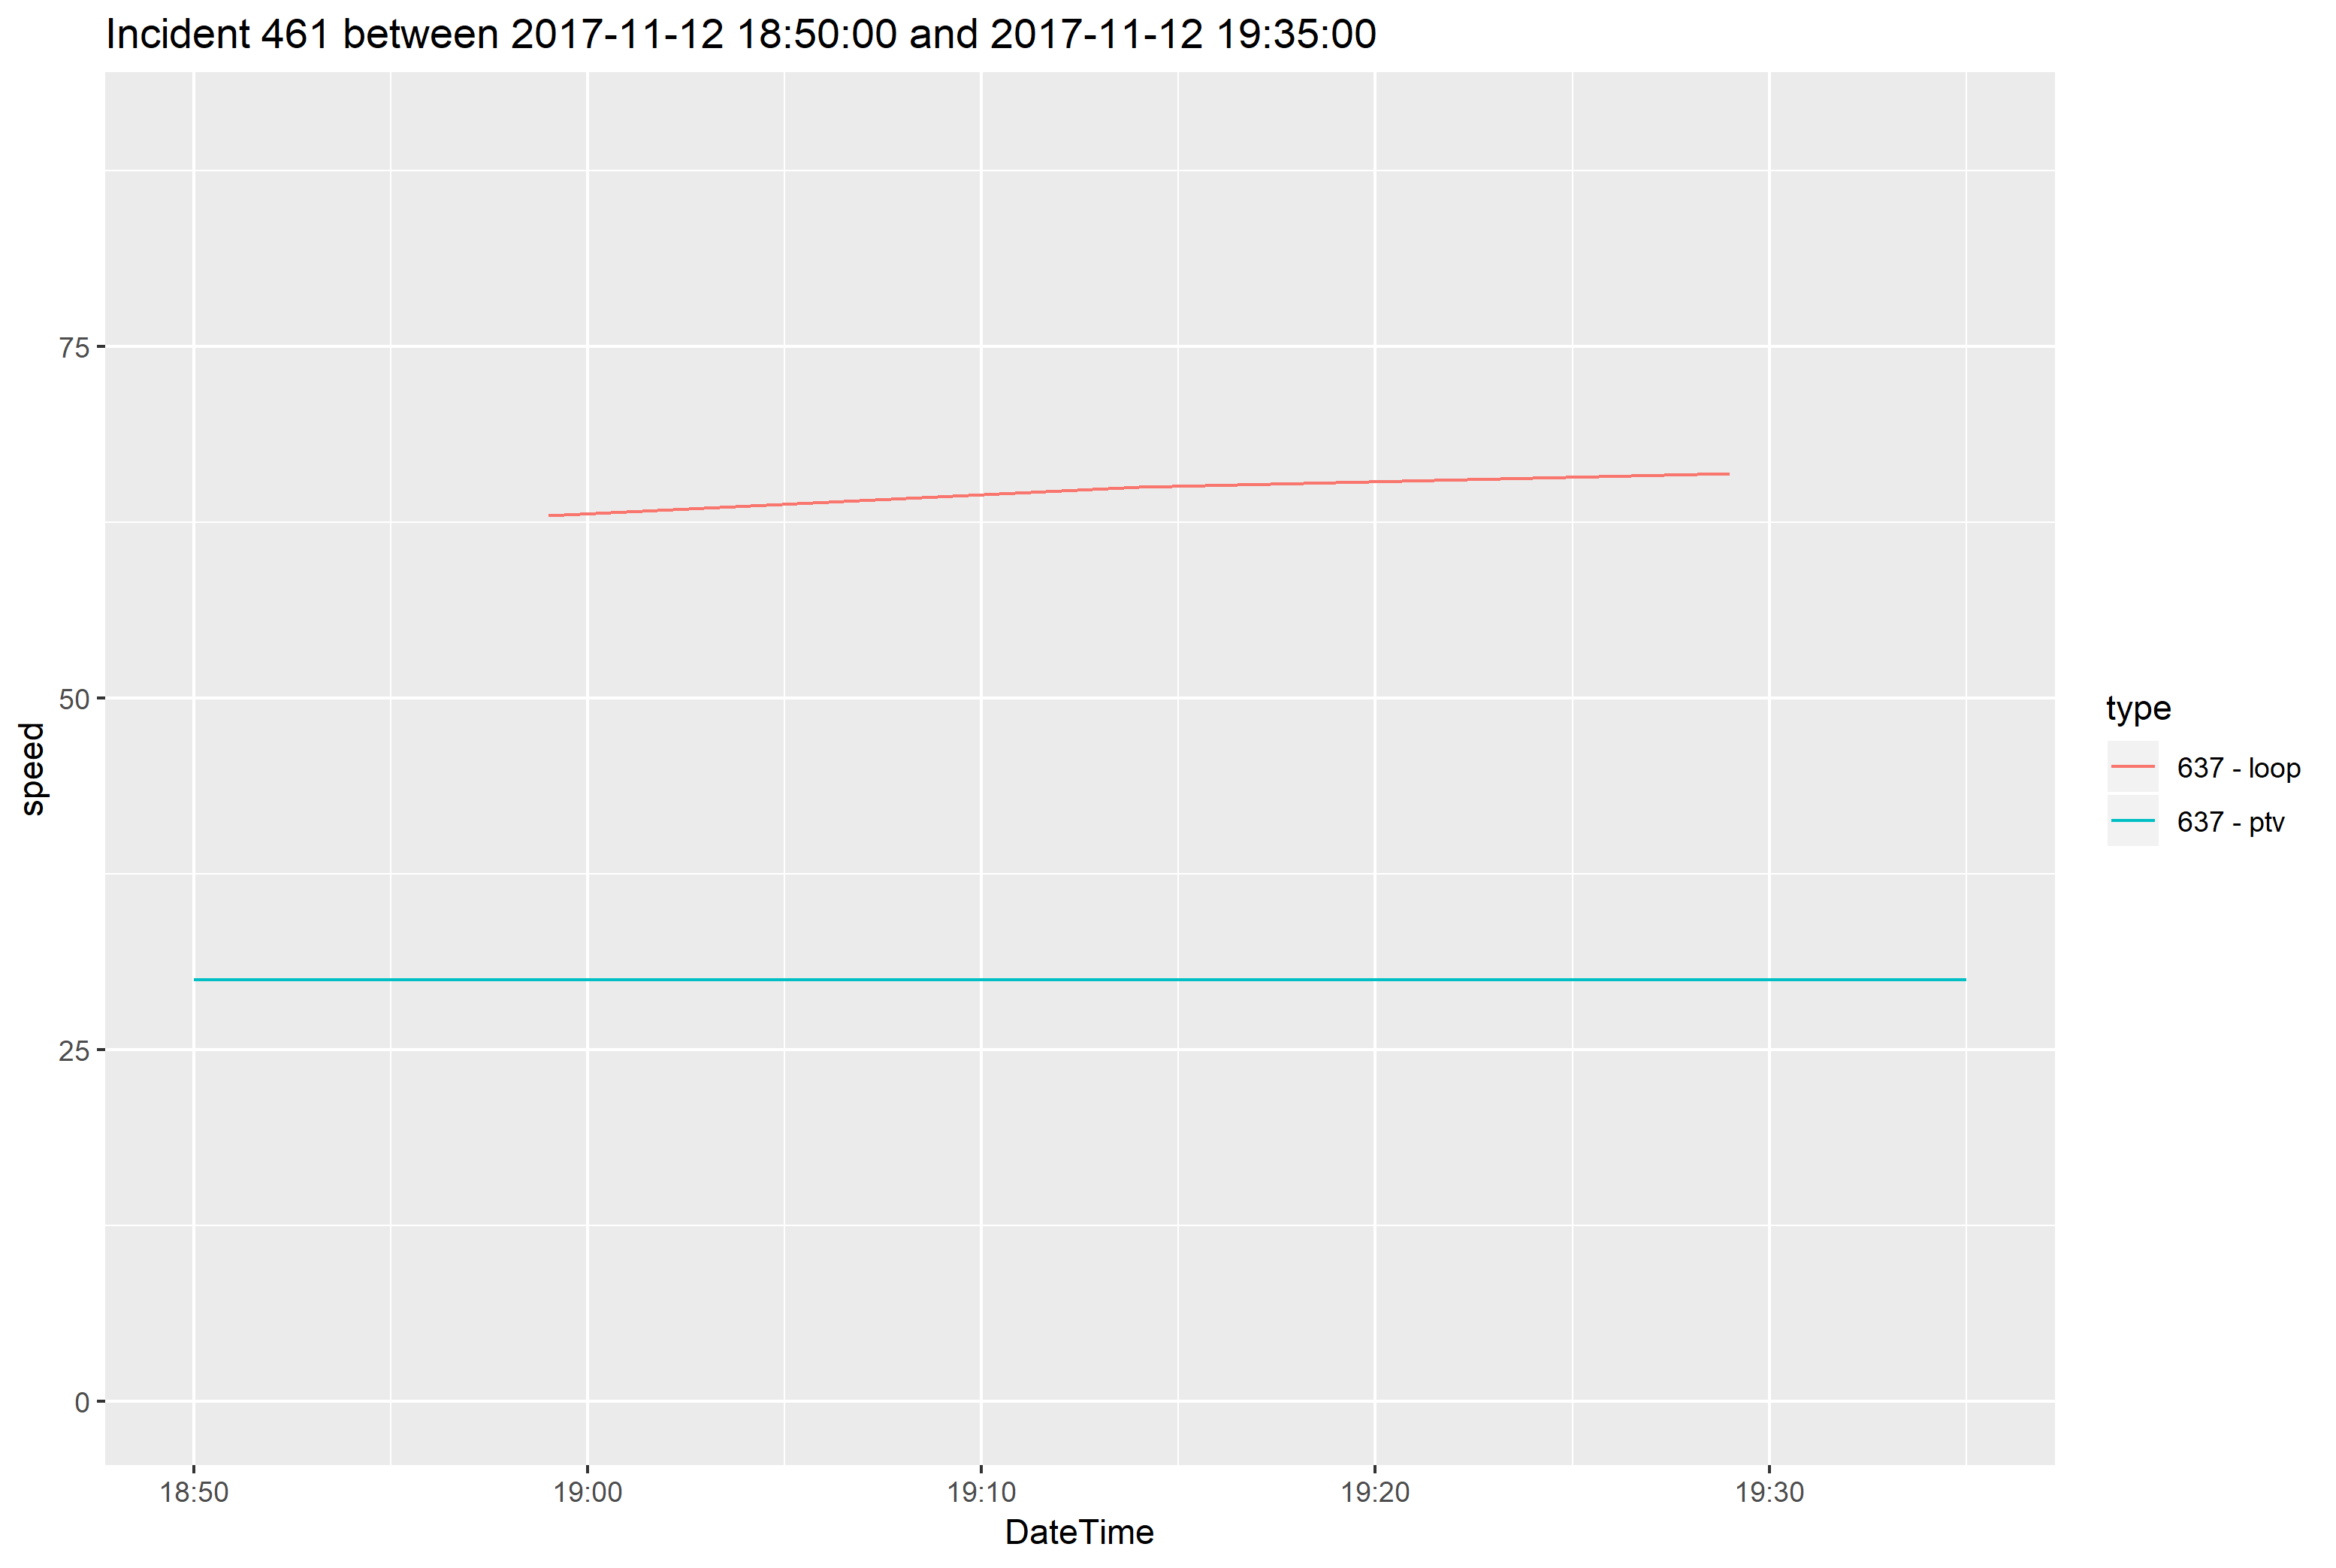 Incident 461 between 2017-11-12 18:50:00 and 2017-11-12 19:35:00
75
50
25
0
speed
18:50 19:00 19:10 19:20 19:30
DateTime
type
637 - loop
637 - ptv